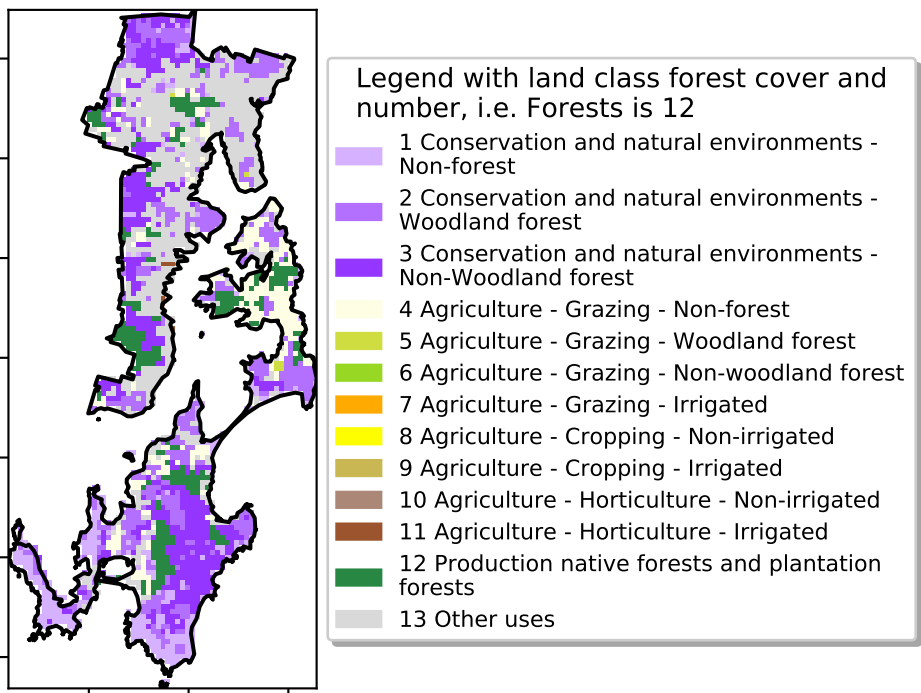 Legend with land class forest cover and
number, i.e. Forests is 12
1 Conservation and natural environments -
Non-forest
2 Conservation and natural environments -
Woodland forest
3 Conservation and natural environments -
Non-Woodland forest
4 Agriculture - Grazing - Non-forest
5 Agriculture - Grazing - Woodland forest
6 Agriculture - Grazing - Non-woodland forest
7 Agriculture - Grazing - Irrigated
8 Agriculture - Cropping - Non-irrigated
9 Agriculture - Cropping - Irrigated
10 Agriculture - Horticulture - Non-irrigated
11 Agriculture - Horticulture - Irrigated
12 Production native forests and plantation
forests
13 Other uses